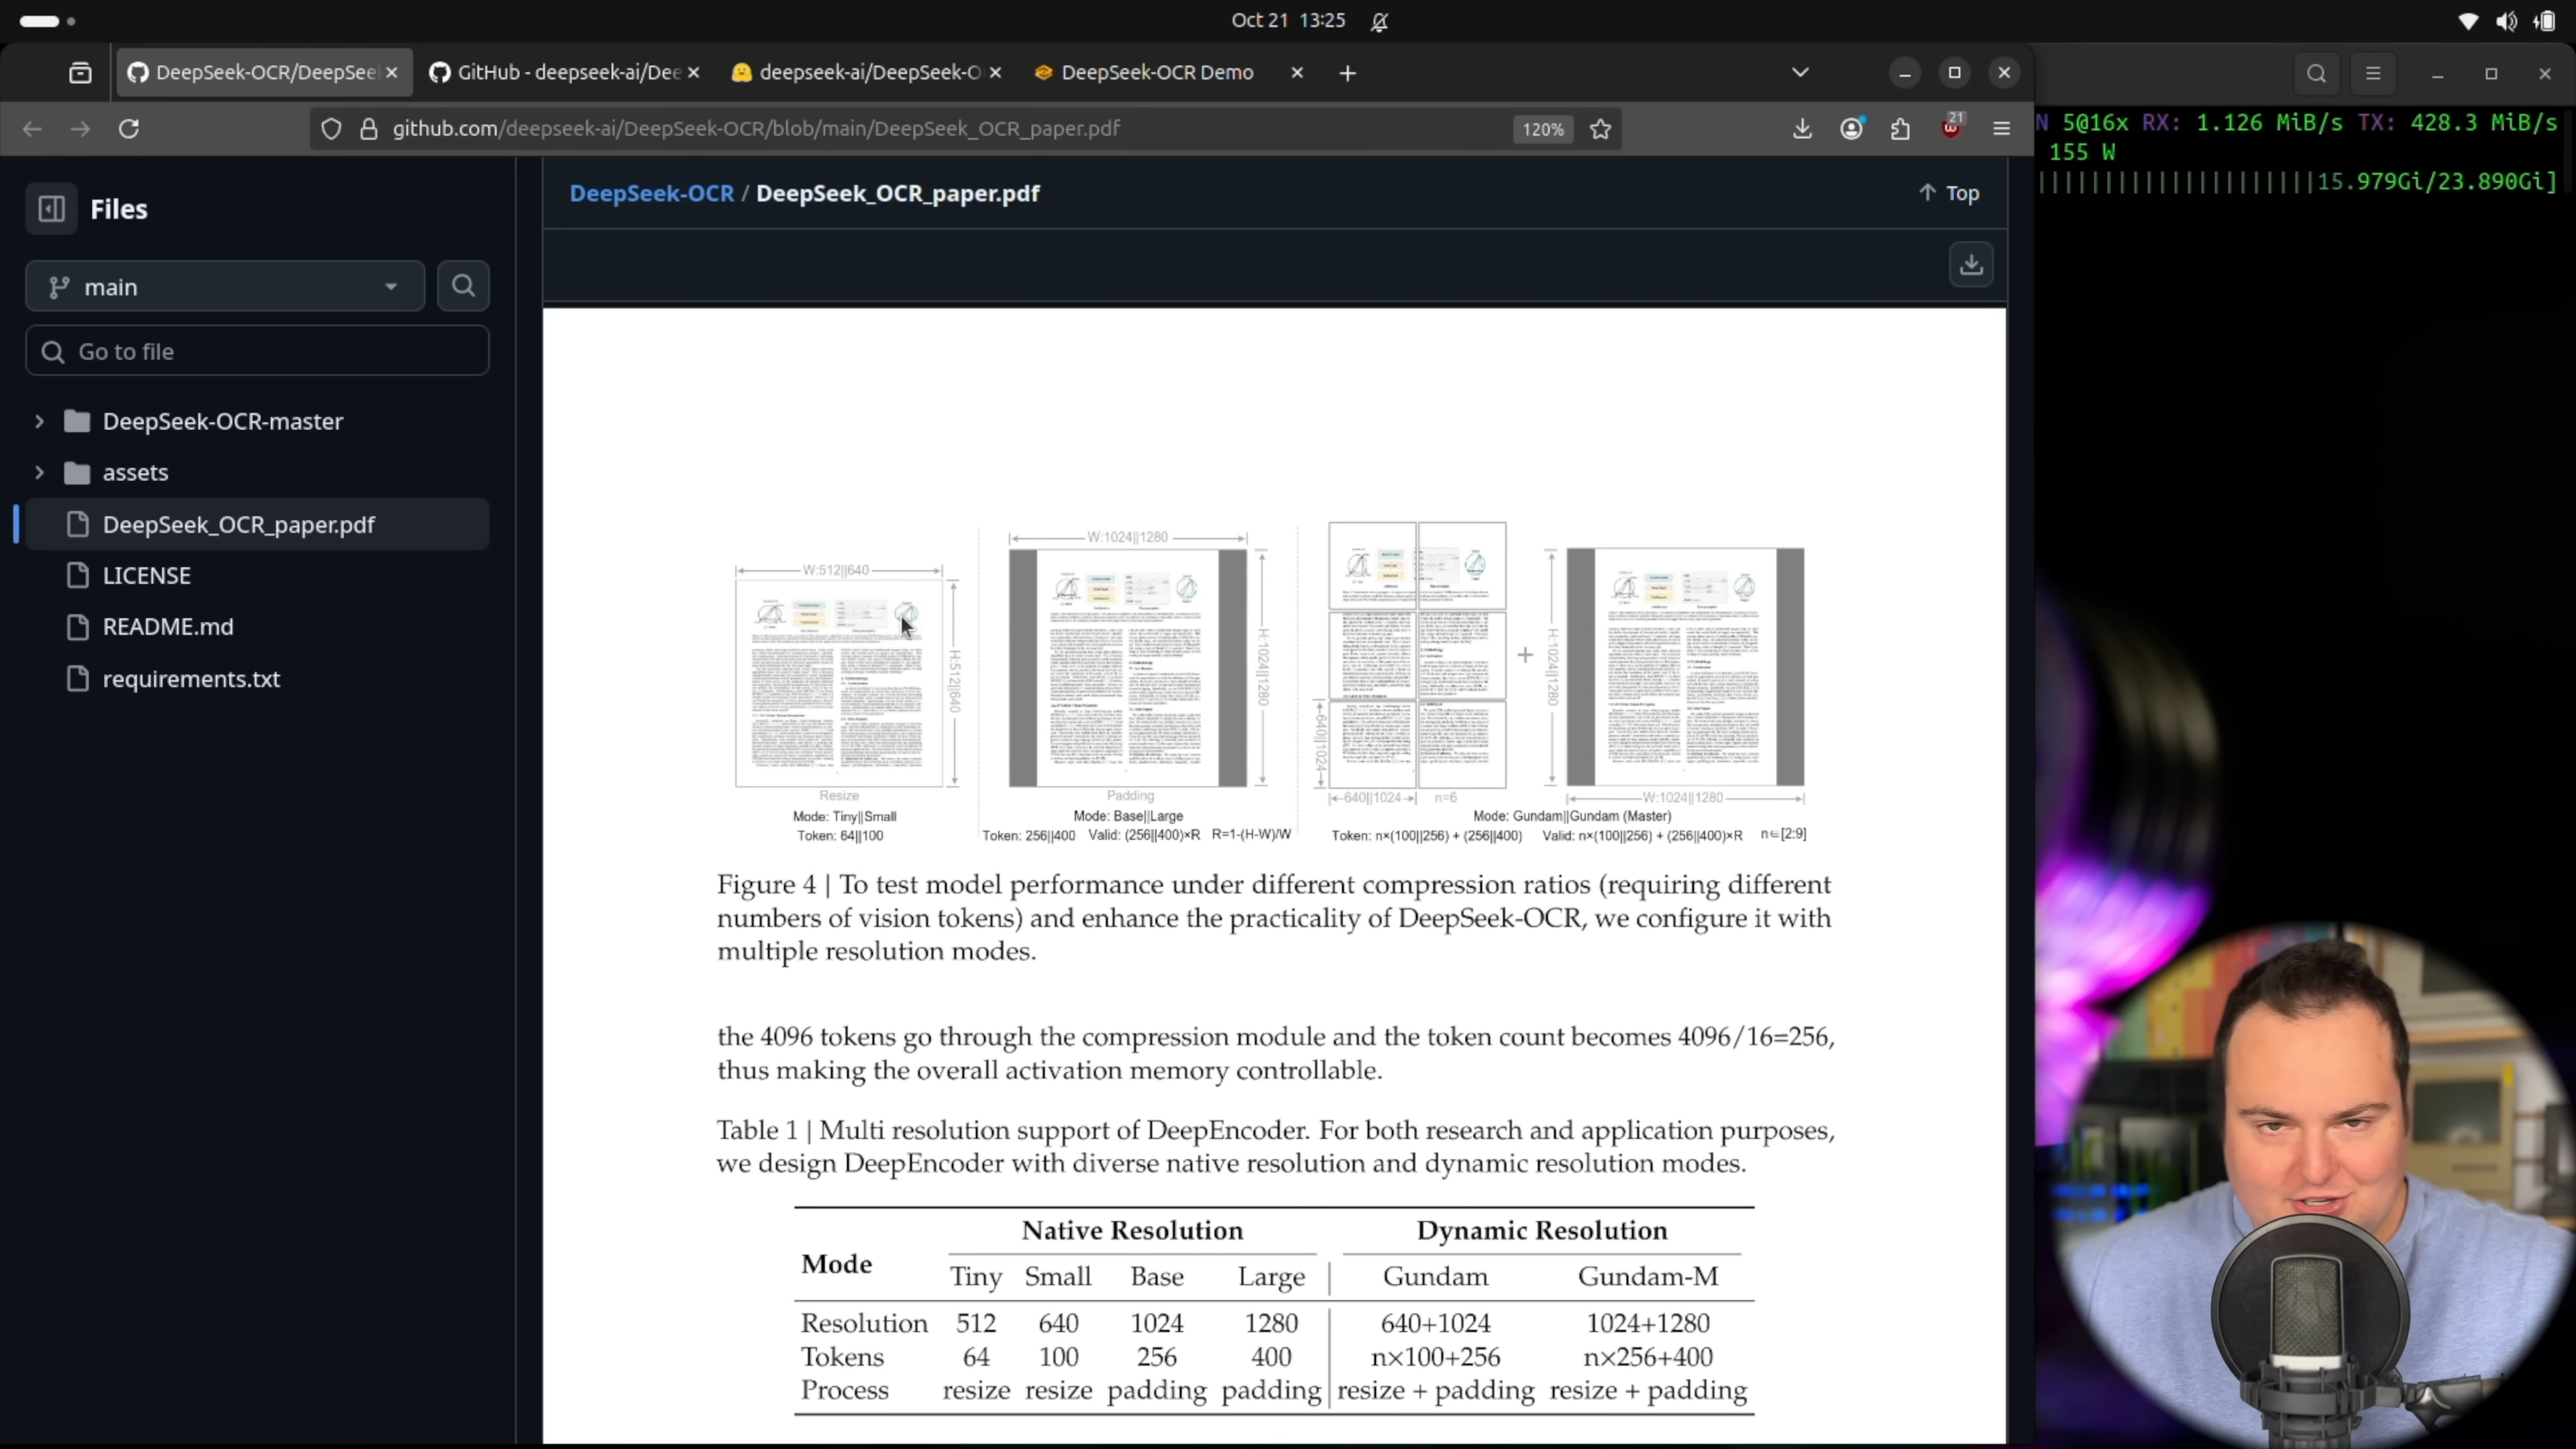 Oct 21 13:25
DeepSeek-OCR/DeepSeel
GitHub - deepseek-ai/Dee
deepseek-ai/DeepSeek-O
DeepSeek-OCR Demo
github.com/deepseek-ai/DeepSeek-OCR/blob/main/DeepSeek_OCR_paper.pdf
120%
21
N 5@16x RX: 1.126 MiB/s TX: 428.3 MiB/s
155 W
||||||||||||||||||||15.979Gi/23.890Gi]
Files
main
Go to file
DeepSeek-OCR-master
assets
DeepSeek_OCR_paper.pdf
LICENSE
README.md
requirements.txt
DeepSeek-OCR / DeepSeek_OCR_paper.pdf
Top
W:512||640
H:512||640
Resize
Mode: Tiny||Small
Token: 64||100
W:1024||1280
H:1024||1280
Padding
Mode: Base||Large
Token: 256||400 Valid: (256||400)×R R=1-(H-W)/W
640||1024
640||1024
n=6
+
H:1024||1280
W:1024||1280
Mode: Gundam||Gundam (Master)
Token: n×(100||256) + (256||400) Valid: n×(100||256) + (256||400)×R n∈[2:9]
Figure 4 | To test model performance under different compression ratios (requiring different
numbers of vision tokens) and enhance the practicality of DeepSeek-OCR, we configure it with
multiple resolution modes.
the 4096 tokens go through the compression module and the token count becomes 4096/16=256,
thus making the overall activation memory controllable.
Table 1 | Multi resolution support of DeepEncoder. For both research and application purposes,
we design DeepEncoder with diverse native resolution and dynamic resolution modes.
Mode Native Resolution Dynamic Resolution
Tiny Small Base Large Gundam Gundam-M
Resolution 512 640 1024 1280 640+1024 1024+1280
Tokens 64 100 256 400 n×100+256 n×256+400
Process resize resize padding padding resize + padding resize + padding